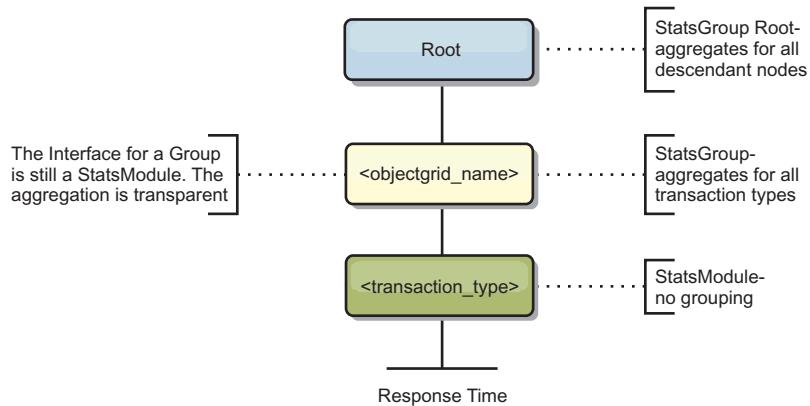 Root
StatsGroup Root-
aggregates for all
descendant nodes
The Interface for a Group
is still a StatsModule. The
aggregation is transparent
<objectgrid_name>
StatsGroup-
aggregates for all
transaction types
<transaction_type>
StatsModule-
no grouping
Response Time